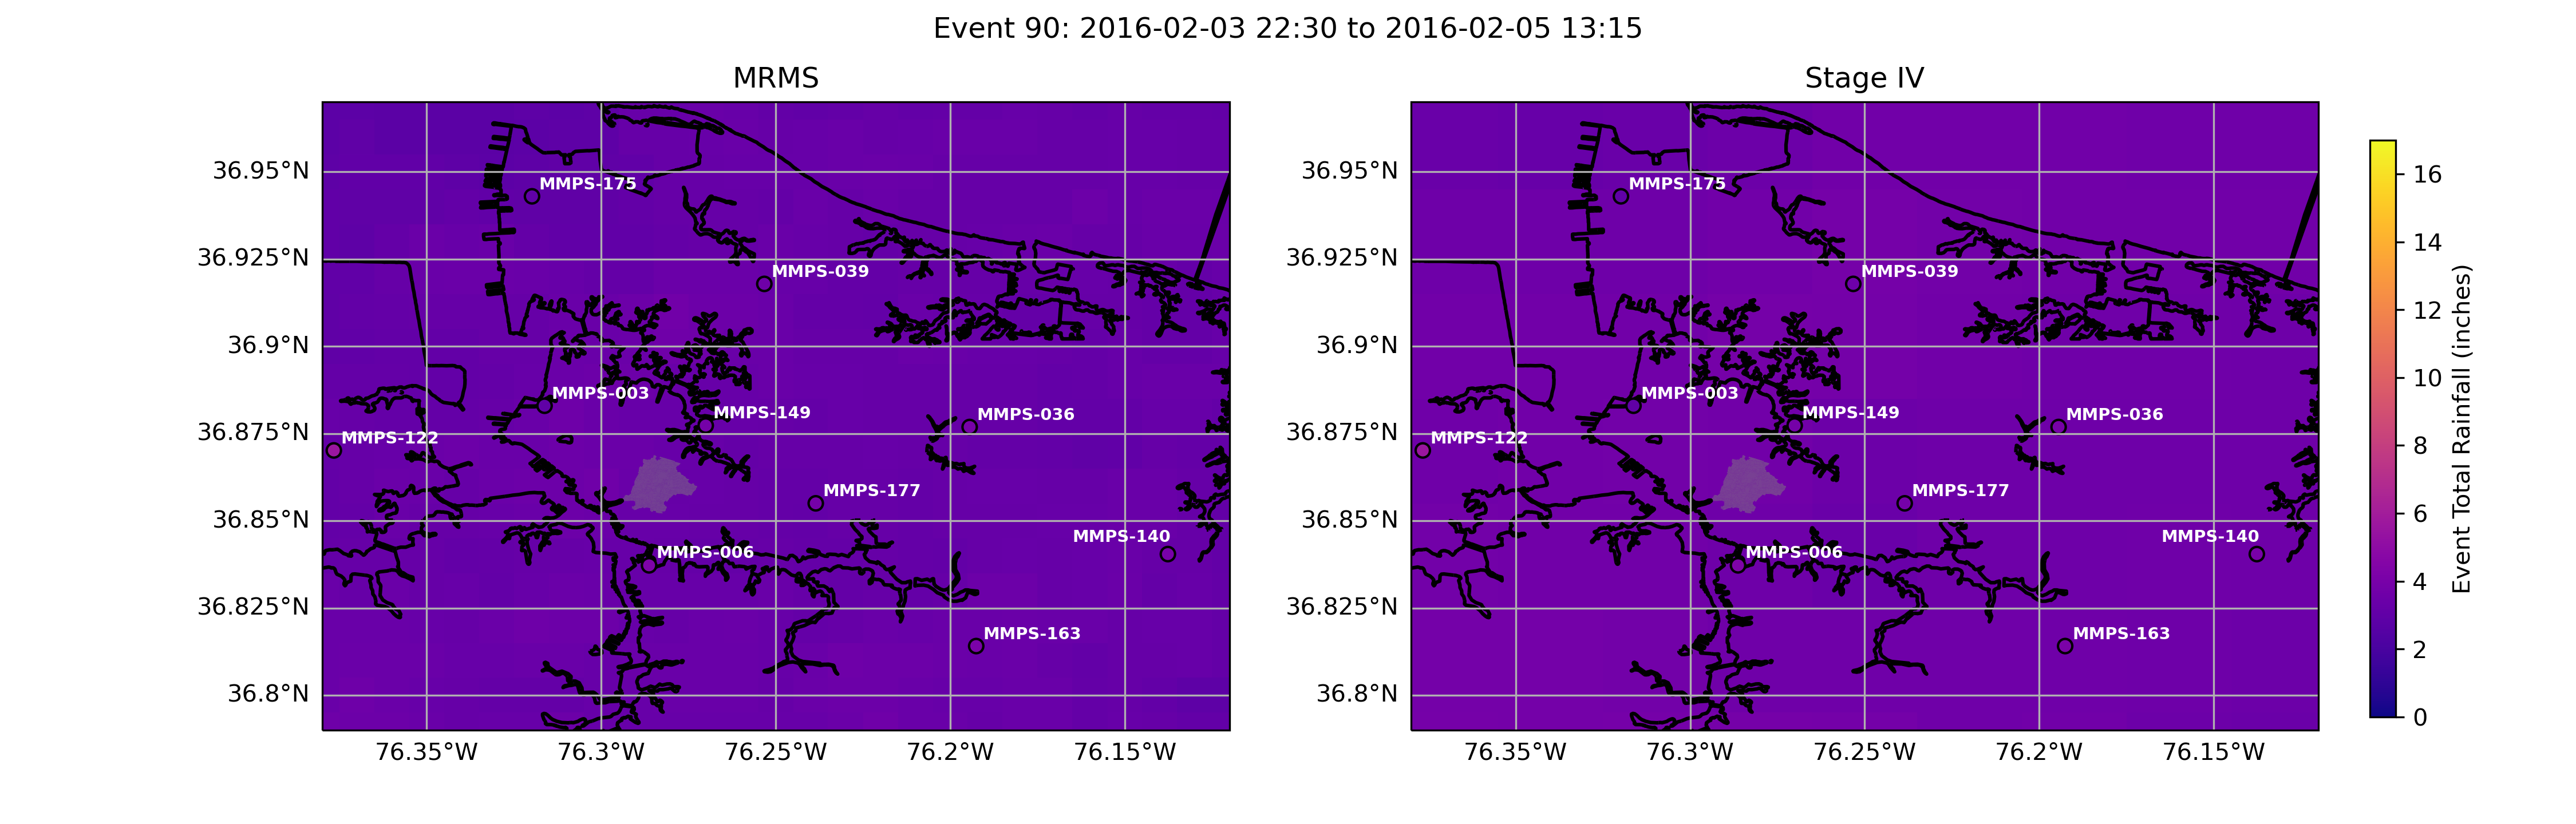 Event 90: 2016-02-03 22:30 to 2016-02-05 13:15
MRMS
36.95°N
36.925°N
36.9°N
36.875°N
36.85°N
36.825°N
36.8°N
76.35°W
76.3°W
76.25°W
76.2°W
76.15°W
MMPS-175
MMPS-039
MMPS-003
MMPS-149
MMPS-036
MMPS-122
MMPS-177
MMPS-140
MMPS-006
MMPS-163
Stage IV
36.95°N
36.925°N
36.9°N
36.875°N
36.85°N
36.825°N
36.8°N
76.35°W
76.3°W
76.25°W
76.2°W
76.15°W
MMPS-175
MMPS-039
MMPS-003
MMPS-149
MMPS-036
MMPS-122
MMPS-177
MMPS-140
MMPS-006
MMPS-163
16
14
12
10
8
6
4
2
0
Event Total Rainfall (inches)